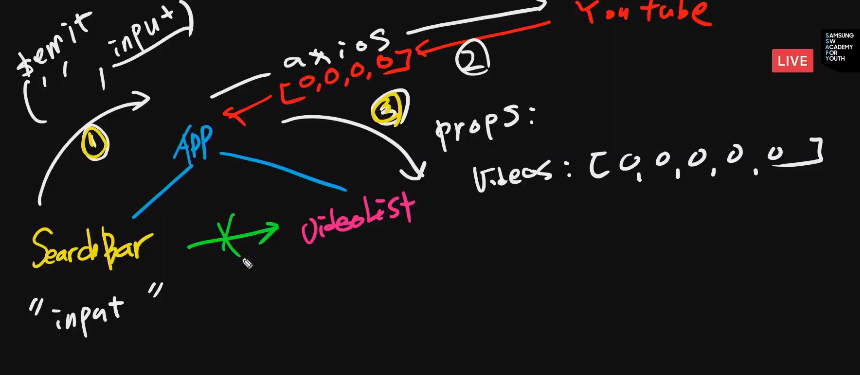 $emit
( ' ' , input )
axios
[0,0,0,0]
YouTube
②
①
③
APP
props:
Videos : [0,0,0,0,0]
SearchBar
VideoList
"input"
LIVE
SAMSUNG
SW
ACADEMY
FOR
YOUTH